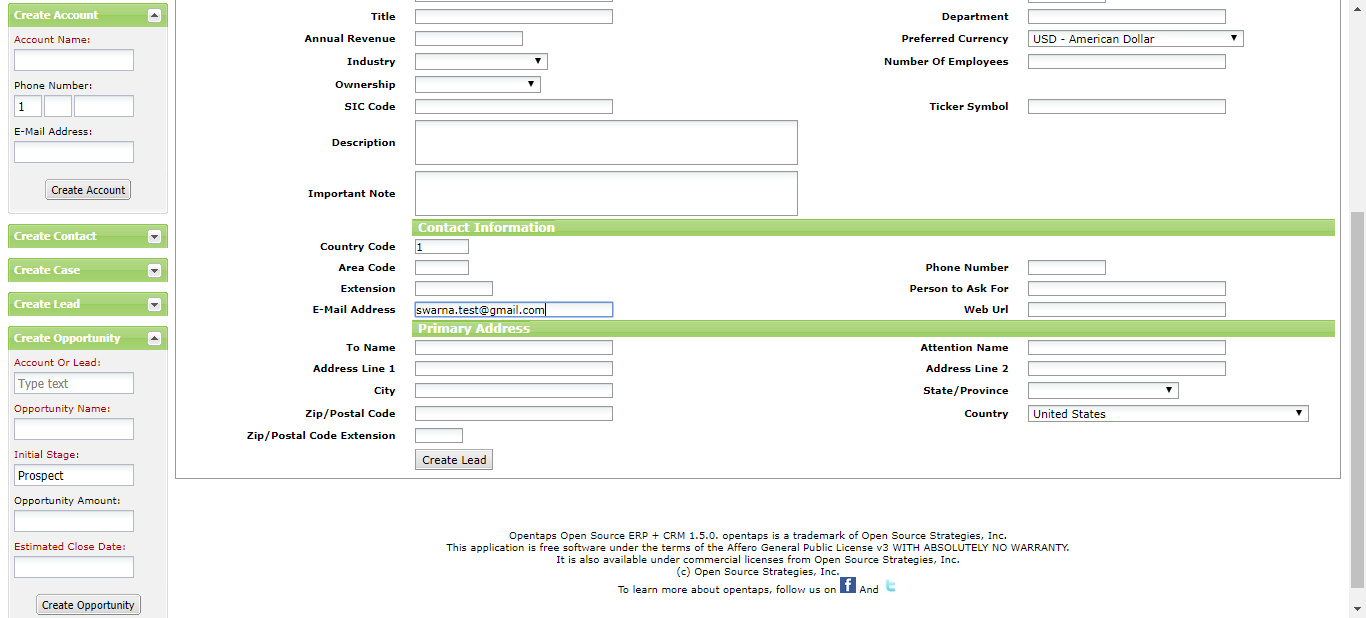 Create Account
Account Name:
Phone Number:
1
E-Mail Address:
Create Account
Create Contact
Create Case
Create Lead
Create Opportunity
Account Or Lead:
Type text
Opportunity Name:
Initial Stage:
Prospect
Opportunity Amount:
Estimated Close Date:
Create Opportunity
Title Department
Annual Revenue Preferred Currency USD - American Dollar
Industry Number Of Employees
Ownership
SIC Code Ticker Symbol
Description
Important Note
Contact Information
Country Code 1
Area Code Phone Number
Extension Person to Ask For
E-Mail Address swarna.test@gmail.com Web Url
Primary Address
To Name Attention Name
Address Line 1 Address Line 2
City State/Province
Zip/Postal Code Country United States
Zip/Postal Code Extension
Create Lead
Opentaps Open Source ERP + CRM 1.5.0. opentaps is a trademark of Open Source Strategies, Inc.
This application is free software under the terms of the Affero General Public License v3 WITH ABSOLUTELY NO WARRANTY.
It is also available under commercial licenses from Open Source Strategies, Inc.
(c) Open Source Strategies, Inc.
To learn more about opentaps, follow us on f And t